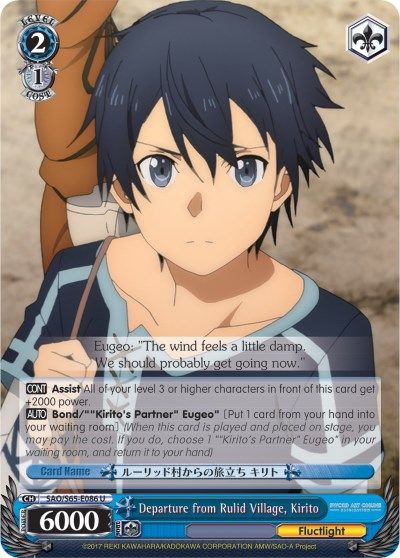 LEVEL
2
1
COST
Eugeo: "The wind feels a little damp.
We should probably get going now."
CONT Assist All of your level 3 or higher characters in front of this card get
+2000 power.
AUTO Bond/""Kirito's Partner" Eugeo" [Put 1 card from your hand into
your waiting room] (When this card is played and placed on stage, you
may pay the cost. If you do, choose 1 ""Kirito's Partner" Eugeo" in your
waiting room, and return it to your hand)
Card Name ルーリッド村からの旅立ち キリト
CH SAO/S65-E086 U
Departure from Rulid Village, Kirito
POWER 6000
SWORD ART ONLINE
Fluctlight
©2017 REKI KAWAHARA/KADOKAWA CORPORATION AMW/SAO-A Project